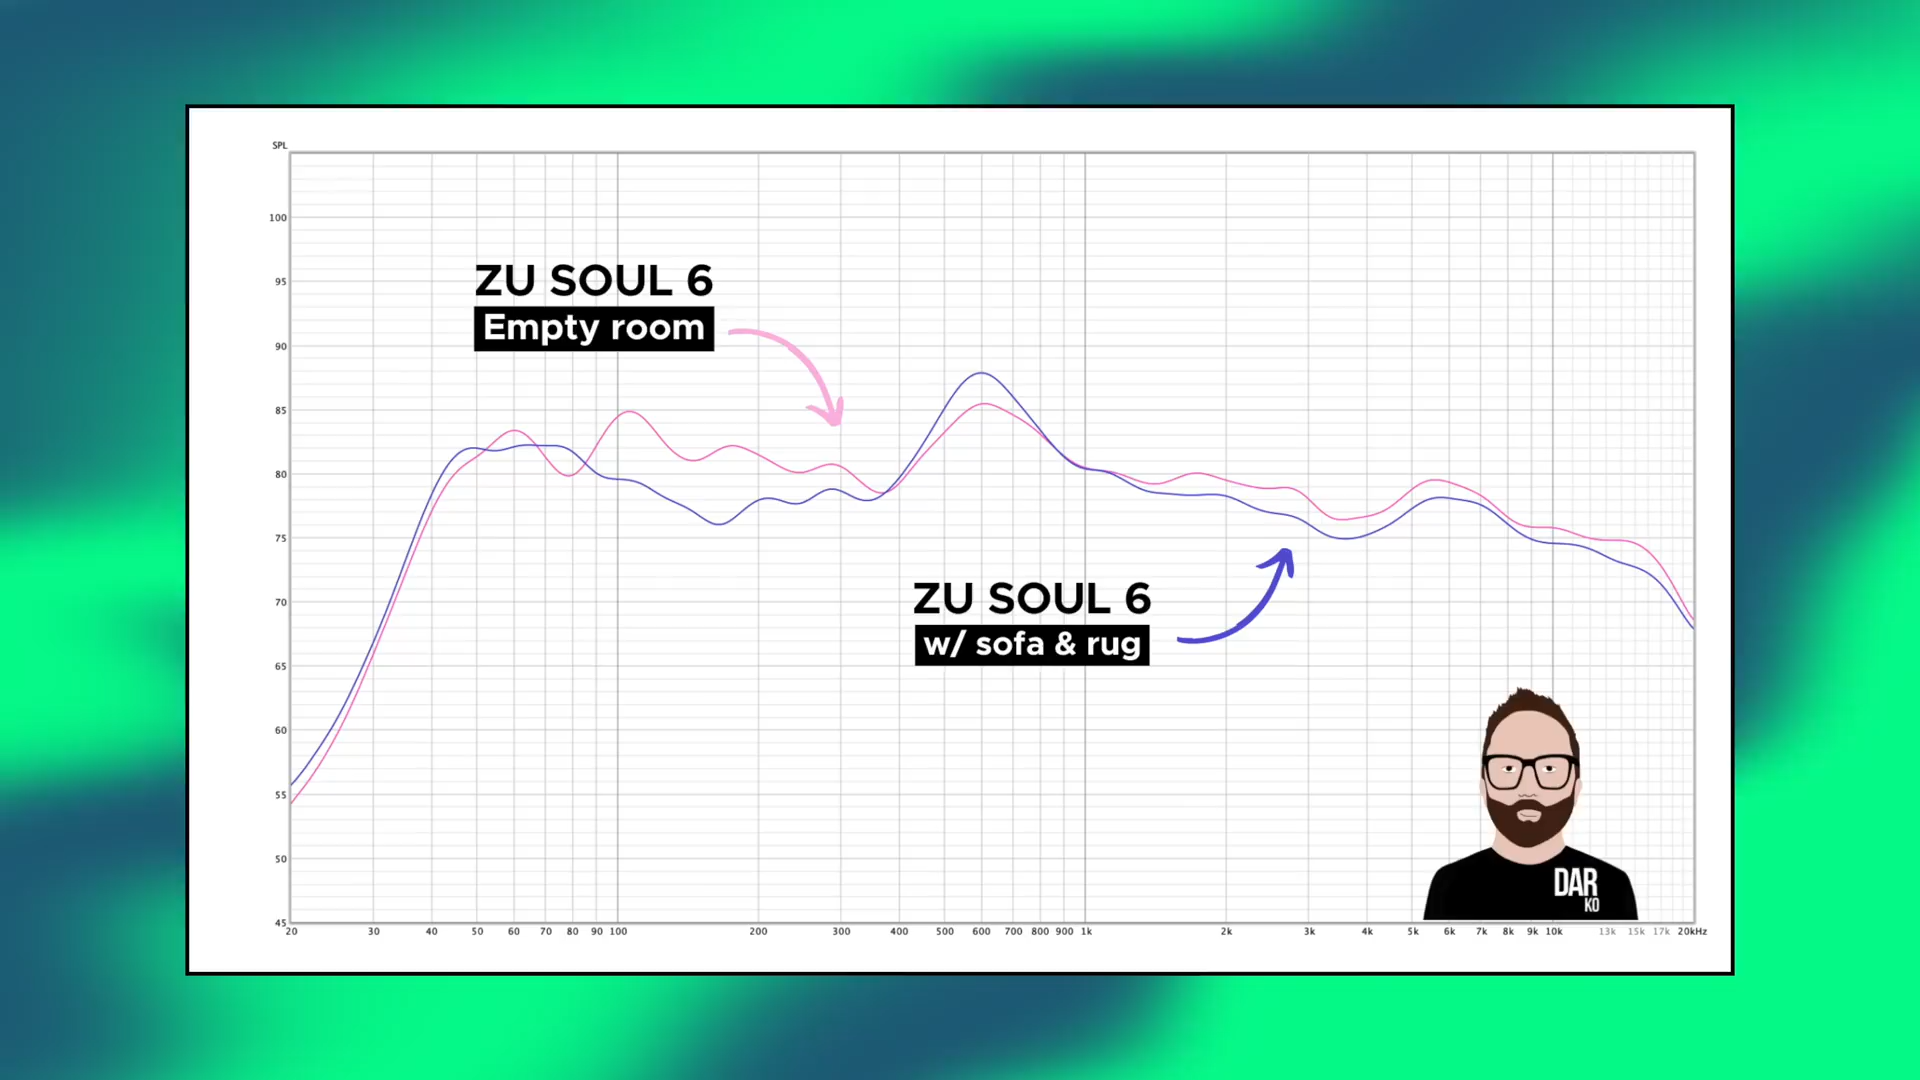 SPL
100
95
90
85
80
75
70
65
60
55
50
45
ZU SOUL 6
Empty room
ZU SOUL 6
w/ sofa & rug
DAR
KO
20 30 40 50 60 70 80 90 100 200 300 400 500 600 700 800 900 1k 2k 3k 4k 5k 6k 7k 8k 9k 10k 13k 15k 17k 20kHz